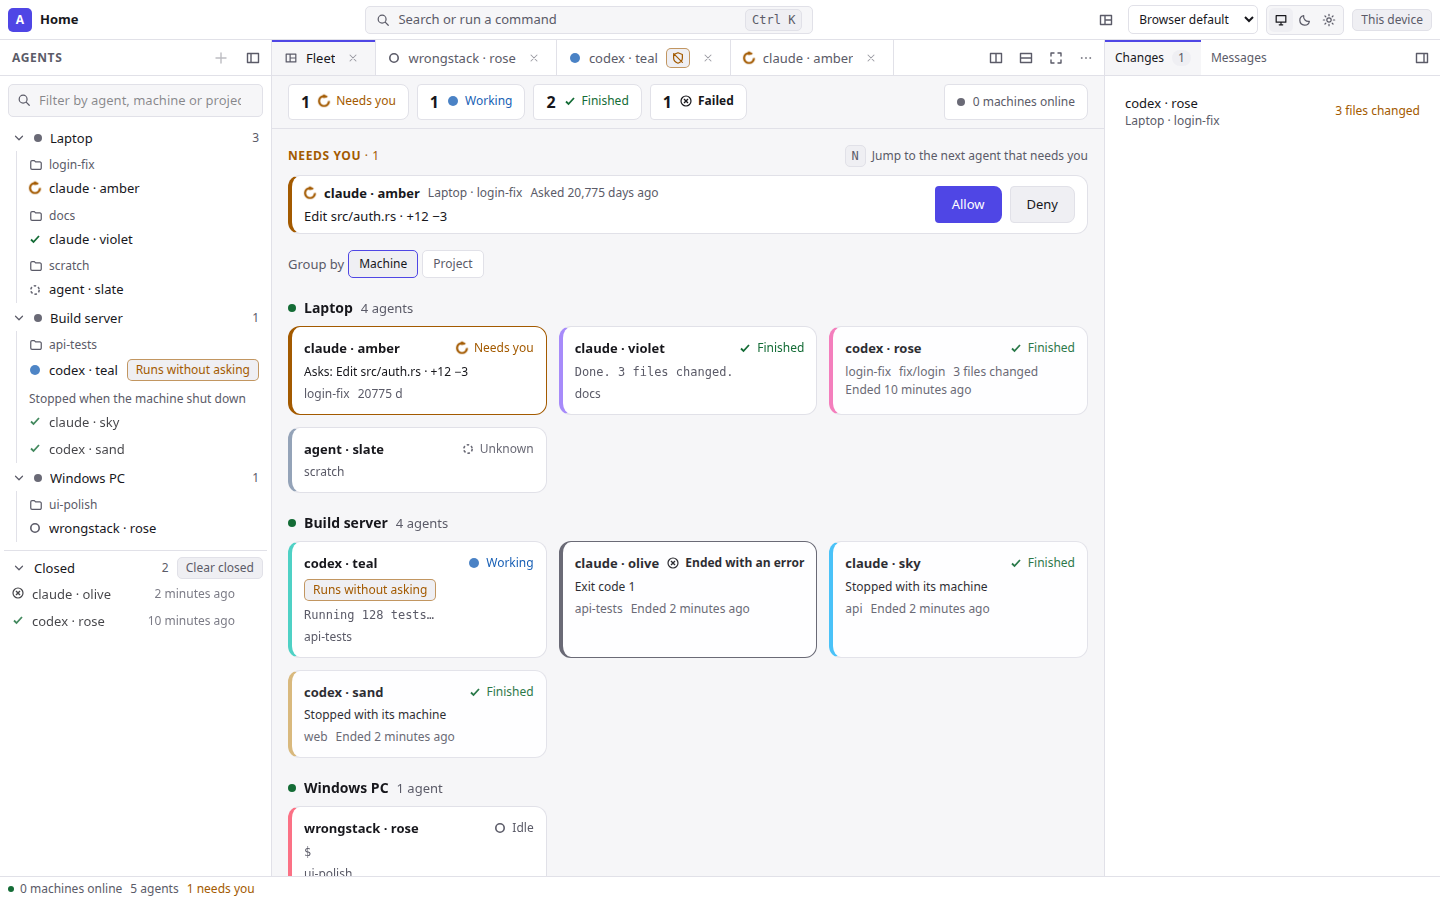 A Home
Search or run a command Ctrl K
Browser default
This device
AGENTS
Filter by agent, machine or projec
Laptop 3
login-fix
claude · amber
docs
claude · violet
scratch
agent · slate
Build server 1
api-tests
codex · teal Runs without asking
Stopped when the machine shut down
claude · sky
codex · sand
Windows PC 1
ui-polish
wrongstack · rose
Closed 2 Clear closed
claude · olive 2 minutes ago
codex · rose 10 minutes ago
Fleet
wrongstack · rose
codex · teal
claude · amber
1 Needs you
1 Working
2 Finished
1 Failed
0 machines online
NEEDS YOU · 1
N Jump to the next agent that needs you
claude · amber Laptop · login-fix Asked 20,775 days ago
Edit src/auth.rs · +12 −3
Allow
Deny
Group by Machine Project
Laptop 4 agents
claude · amber Needs you
Asks: Edit src/auth.rs · +12 −3
login-fix 20775 d
claude · violet Finished
Done. 3 files changed.
docs
codex · rose Finished
login-fix fix/login 3 files changed
Ended 10 minutes ago
agent · slate Unknown
scratch
Build server 4 agents
codex · teal Working
Runs without asking
Running 128 tests…
api-tests
claude · olive Ended with an error
Exit code 1
api-tests Ended 2 minutes ago
claude · sky Finished
Stopped with its machine
api Ended 2 minutes ago
codex · sand Finished
Stopped with its machine
web Ended 2 minutes ago
Windows PC 1 agent
wrongstack · rose Idle
$
ui-polish
Changes 1
Messages
codex · rose
Laptop · login-fix
3 files changed
0 machines online 5 agents 1 needs you